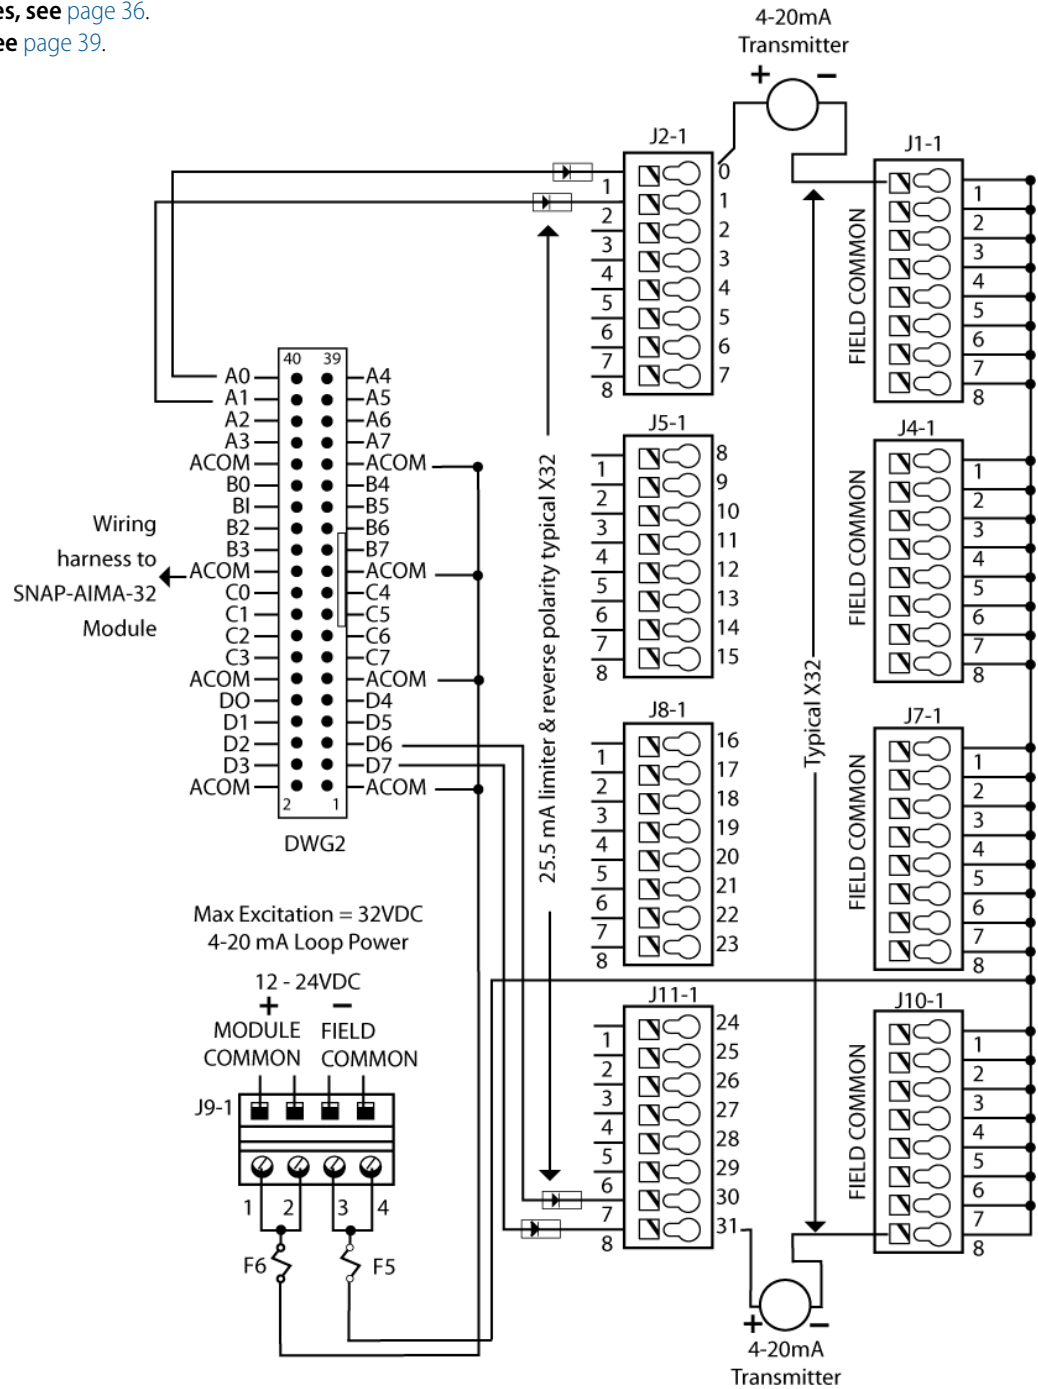 es, see page 36.
ee page 39.
4-20mA
Transmitter
+ −
J2-1
0
1 1
2 2
3 3
4 4
5 5
6 6
7 7
8
J1-1
FIELD COMMON
1
2
3
4
5
6
7
8
40 39
A0 A4
A1 A5
A2 A6
A3 A7
ACOM ACOM
B0 B4
BI B5
B2 B6
B3 B7
ACOM ACOM
C0 C4
C1 C5
C2 C6
C3 C7
ACOM ACOM
DO D4
D1 D5
D2 D6
D3 D7
ACOM ACOM
2 1
DWG2
Wiring
harness to
SNAP-AIMA-32
Module
25.5 mA limiter & reverse polarity typical X32
Typical X32
J5-1
8
1 9
2 10
3 11
4 12
5 13
6 14
7 15
8
J4-1
FIELD COMMON
1
2
3
4
5
6
7
8
J8-1
16
1 17
2 18
3 19
4 20
5 21
6 22
7 23
8
J7-1
FIELD COMMON
1
2
3
4
5
6
7
8
Max Excitation = 32VDC
4-20 mA Loop Power
12 - 24VDC
+ −
MODULE FIELD
COMMON COMMON
J9-1
1 2 3 4
F6 F5
J11-1
24
1 25
2 26
3 27
4 28
5 29
6 30
7 31
8
J10-1
FIELD COMMON
1
2
3
4
5
6
7
8
+ −
4-20mA
Transmitter